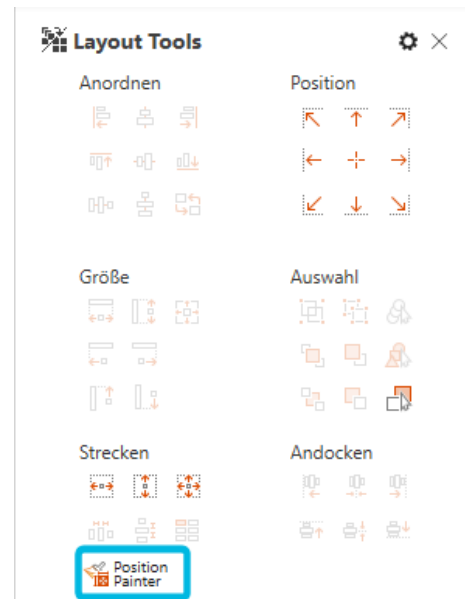 Layout Tools
Anordnen
Position
Größe
Auswahl
Strecken
Andocken
Position
Painter